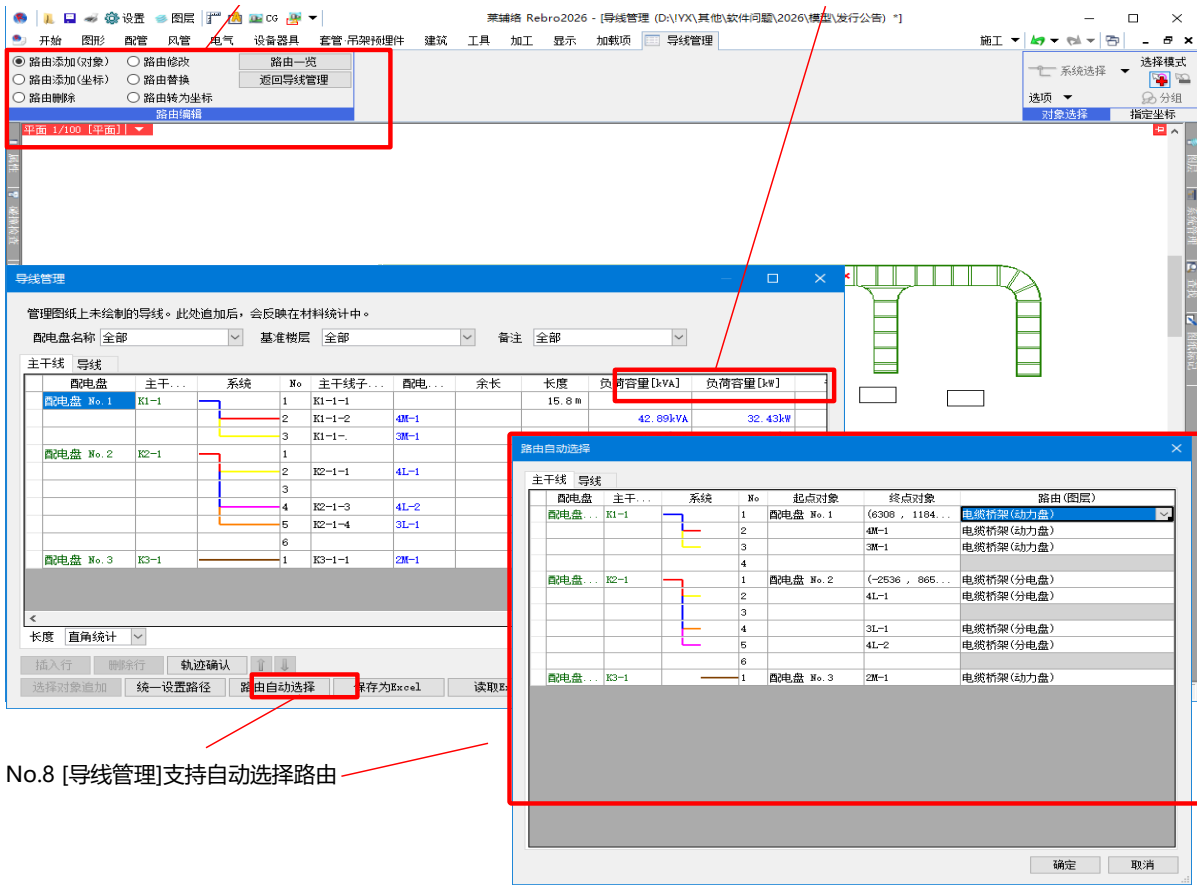 设置 图层 CG 莱辅络 Rebro2026 - [导线管理 (D:\!YX\其他\软件问题\2026\模型\发行公告) *]
开始 图形 配管 风管 电气 设备器具 套管·吊架预埋件 建筑 工具 加工 显示 加载项 导线管理 施工
路由添加(对象) 路由修改 路由一览
路由添加(坐标) 路由替换 返回导线管理
路由删除 路由转为坐标
路由编辑
系统选择 选择模式
选项 分组
对象选择 指定坐标
平面 1/100 [平面]
导线管理
管理图纸上未绘制的导线。此处追加后，会反映在材料统计中。
配电盘名称 全部 基准楼层 全部 备注 全部
主干线 导线
配电盘 主干... 系统 No 主干线子... 配电... 余长 长度 负荷容量[kVA] 负荷容量[kW]
配电盘 No.1 K1-1 1 K1-1-1 15.8m
2 K1-1-2 4M-1 42.89kVA 32.43kW
3 K1-1-. 3M-1
配电盘 No.2 K2-1 1
2 K2-1-1 4L-1
3
4 K2-1-3 4L-2
5 K2-1-4 3L-1
6
配电盘 No.3 K3-1 1 K3-1-1 2M-1
长度 直角统计
插入行 删除行 轨迹确认
选择对象追加 统一设置路径 路由自动选择 保存为Excel
路由自动选择
主干线 导线
配电盘 主干... 系统 No 起点对象 终点对象 路由(图层)
配电盘... K1-1 1 配电盘 No.1 (6308 , 1184... 电缆桥架(动力盘)
2 4M-1 电缆桥架(动力盘)
3 3M-1 电缆桥架(动力盘)
4
配电盘... K2-1 1 配电盘 No.2 (-2536 , 865... 电缆桥架(分电盘)
2 4L-1 电缆桥架(分电盘)
3
4 3L-1 电缆桥架(分电盘)
5 4L-2 电缆桥架(分电盘)
6
配电盘... K3-1 1 配电盘 No.3 2M-1 电缆桥架(动力盘)
确定 取消
No.8 [导线管理]支持自动选择路由